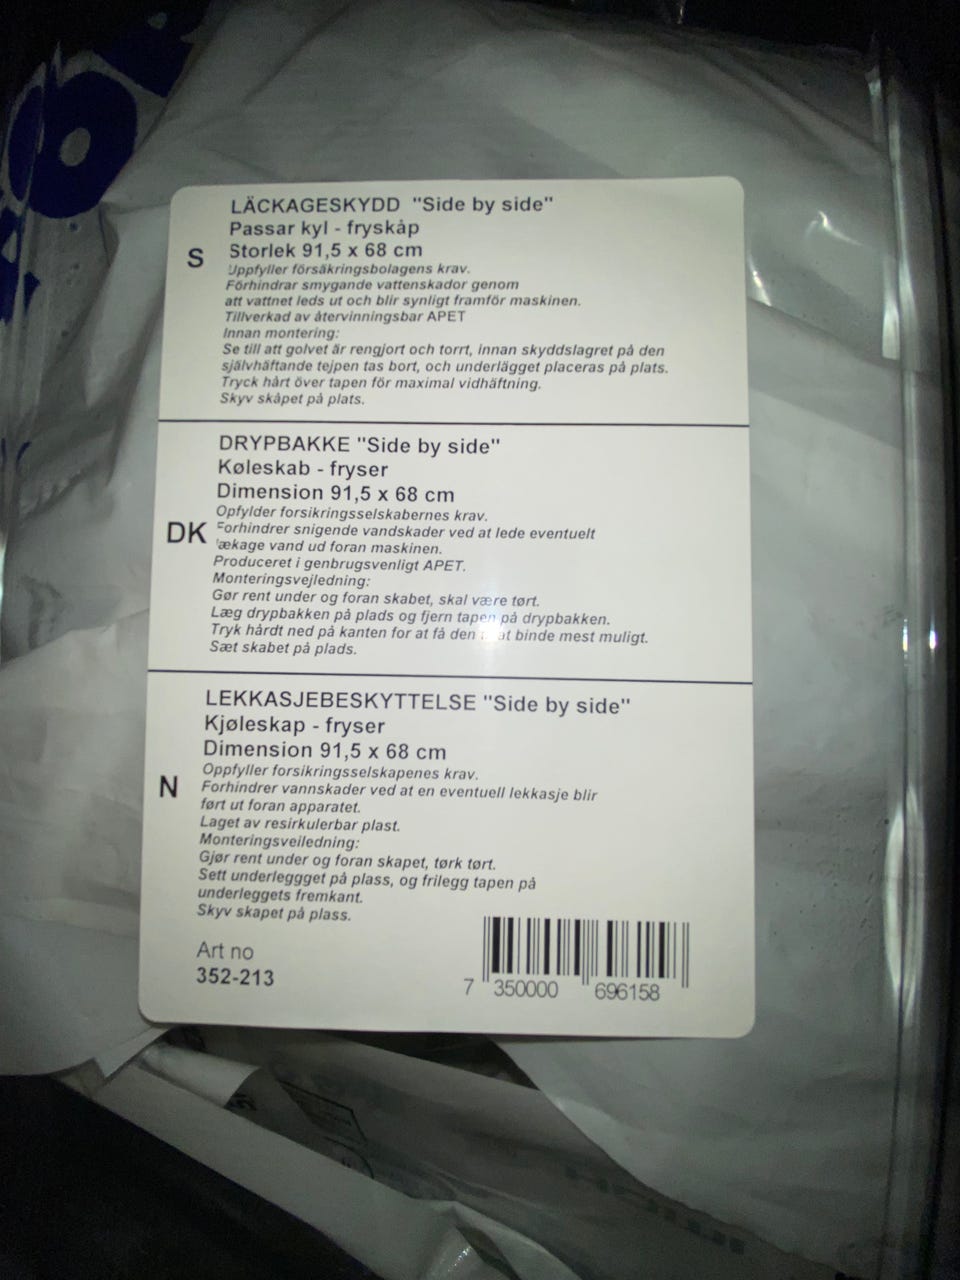 S
LÄCKAGESKYDD "Side by side"
Passar kyl - fryskåp
Storlek 91,5 x 68 cm
Uppfyller försäkringsbolagens krav.
Förhindrar smygande vattenskador genom
att vattnet leds ut och blir synligt framför maskinen.
Tillverkad av återvinningsbar APET
Innan montering:
Se till att golvet är rengjort och torrt, innan skyddslagret på den
självhäftande tejpen tas bort, och underlägget placeras på plats.
Tryck hårt över tapen för maximal vidhäftning.
Skyv skåpet på plats.
DK
DRYPBAKKE "Side by side"
Køleskab - fryser
Dimension 91,5 x 68 cm
Opfylder forsikringsselskabernes krav.
Forhindrer snigende vandskader ved at lede eventuelt
lækage vand ud foran maskinen.
Produceret i genbrugsvenligt APET.
Monteringsvejledning:
Gør rent under og foran skabet, skal være tørt.
Læg drypbakken på plads og fjern tapen på drypbakken.
Tryk hårdt ned på kanten for at få den at binde mest muligt.
Sæt skabet på plads.
N
LEKKASJEBESKYTTELSE "Side by side"
Kjøleskap - fryser
Dimension 91,5 x 68 cm
Oppfyller forsikringsselskapenes krav.
Forhindrer vannskader ved at en eventuell lekkasje blir
ført ut foran apparatet.
Laget av resirkulerbar plast.
Monteringsveiledning:
Gjør rent under og foran skapet, tørk tørt.
Sett underleggget på plass, og frilegg tapen på
underleggets fremkant.
Skyv skapet på plass.
Art no
352-213
7 350000 696158